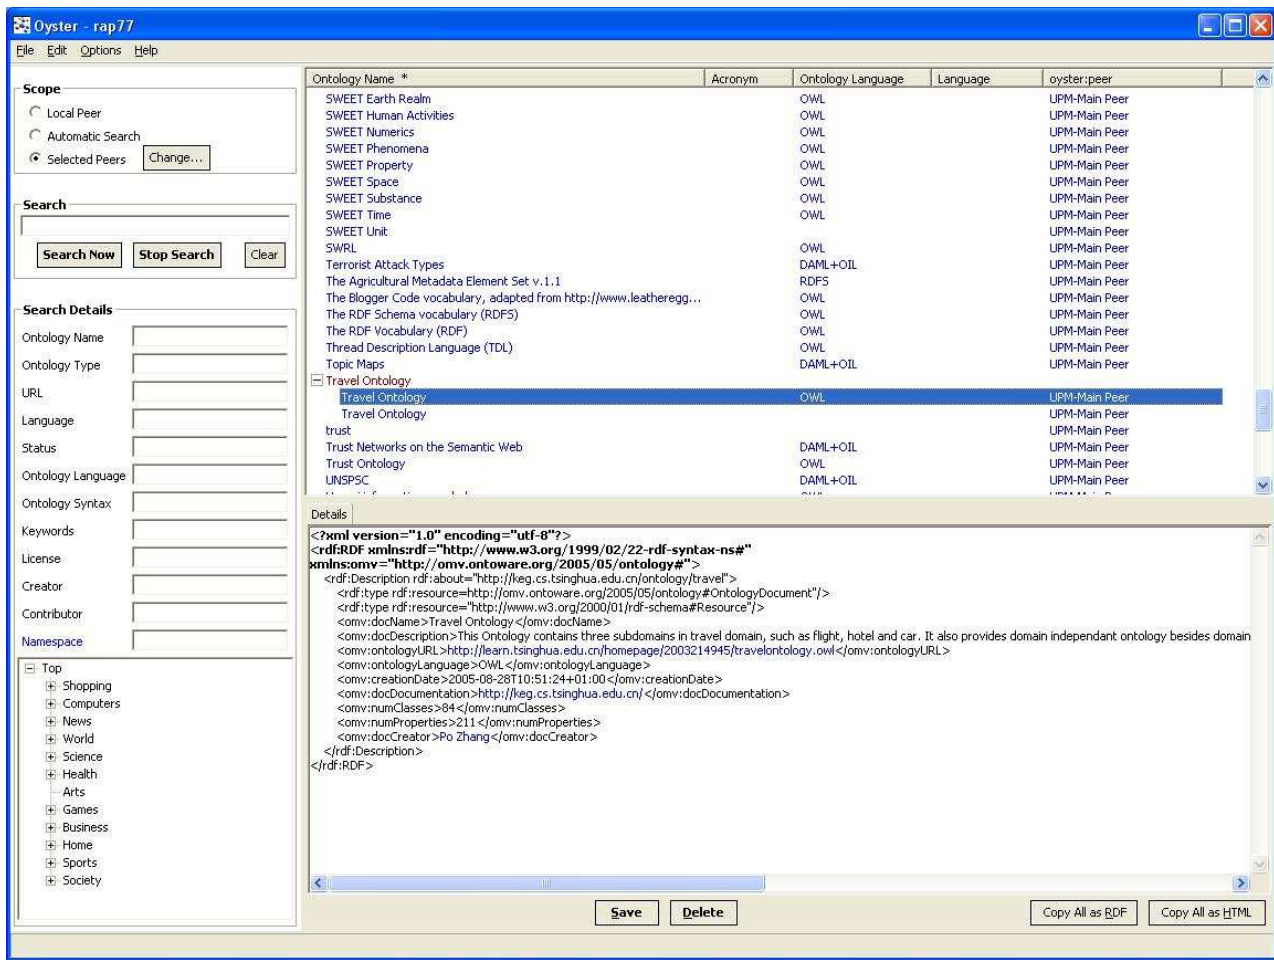 Oyster - rap77
File Edit Options Help
Scope
Local Peer
Automatic Search
Selected Peers Change...
Search
Search Now Stop Search Clear
Search Details
Ontology Name
Ontology Type
URL
Language
Status
Ontology Language
Ontology Syntax
Keywords
License
Creator
Contributor
Namespace
Top
Shopping
Computers
News
World
Science
Health
Arts
Games
Business
Home
Sports
Society
Ontology Name * Acronym Ontology Language Language oyster:peer
SWEET Earth Realm OWL UPM-Main Peer
SWEET Human Activities OWL UPM-Main Peer
SWEET Numerics OWL UPM-Main Peer
SWEET Phenomena OWL UPM-Main Peer
SWEET Property OWL UPM-Main Peer
SWEET Space OWL UPM-Main Peer
SWEET Substance OWL UPM-Main Peer
SWEET Time OWL UPM-Main Peer
SWEET Unit UPM-Main Peer
SWRL OWL UPM-Main Peer
Terrorist Attack Types DAML+OIL UPM-Main Peer
The Agricultural Metadata Element Set v.1.1 RDFS UPM-Main Peer
The Blogger Code vocabulary, adapted from http://www.leatheregg... OWL UPM-Main Peer
The RDF Schema vocabulary (RDFS) OWL UPM-Main Peer
The RDF Vocabulary (RDF) OWL UPM-Main Peer
Thread Description Language (TDL) OWL UPM-Main Peer
Topic Maps DAML+OIL UPM-Main Peer
Travel Ontology
Travel Ontology OWL UPM-Main Peer
Travel Ontology UPM-Main Peer
trust UPM-Main Peer
Trust Networks on the Semantic Web DAML+OIL UPM-Main Peer
Trust Ontology OWL UPM-Main Peer
UNSPSC DAML+OIL UPM-Main Peer
Details
<?xml version="1.0" encoding="utf-8"?>
<rdf:RDF xmlns:rdf="http://www.w3.org/1999/02/22-rdf-syntax-ns#"
xmlns:omv="http://omv.ontoware.org/2005/05/ontology#">
<rdf:Description rdf:about="http://keg.cs.tsinghua.edu.cn/ontology/travel">
<rdf:type rdf:resource=http://omv.ontoware.org/2005/05/ontology#OntologyDocument"/>
<rdf:type rdf:resource="http://www.w3.org/2000/01/rdf-schema#Resource"/>
<omv:docName>Travel Ontology</omv:docName>
<omv:docDescription>This Ontology contains three subdomains in travel domain, such as flight, hotel and car. It also provides domain independant ontology besides domain
<omv:ontologyURL>http://learn.tsinghua.edu.cn/homepage/2003214945/travelontology.owl</omv:ontologyURL>
<omv:ontologyLanguage>OWL</omv:ontologyLanguage>
<omv:creationDate>2005-08-28T10:51:24+01:00</omv:creationDate>
<omv:docDocumentation>http://keg.cs.tsinghua.edu.cn/</omv:docDocumentation>
<omv:numClasses>84</omv:numClasses>
<omv:numProperties>211</omv:numProperties>
<omv:docCreator>Po Zhang</omv:docCreator>
</rdf:Description>
</rdf:RDF>
Save Delete Copy All as RDF Copy All as HTML